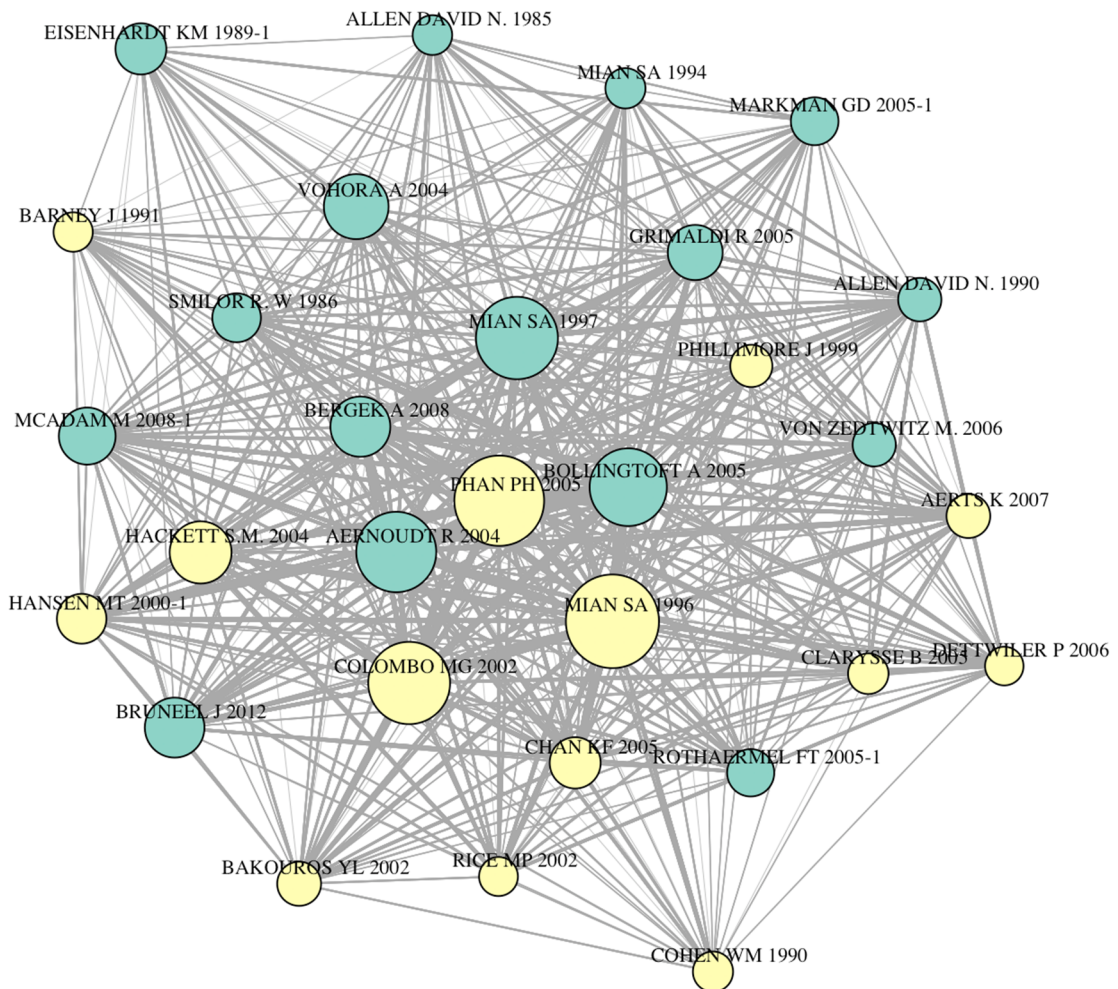 ALLEN DAVID N. 1985
EISENHARDT KM 1989-1
MIAN SA 1994
MARKMAN GD 2005-1
VOHORA A 2004
BARNEY J 1991
GRIMALDI R 2005
ALLEN DAVID N. 1990
SMILOR R. W 1986
MIAN SA 1997
PHILLIMORE J 1999
BERGEK A 2008
MCADAM M 2008-1
VON ZEDTWITZ M. 2006
BOLLINGTOFT A 2005
PHAN PH 2005
AERTS K 2007
HACKETT S.M. 2004
AERNOUDT R 2004
HANSEN MT 2000-1
MIAN SA 1996
DETTWILER P 2006
CLARYSSE B 2005
COLOMBO MG 2002
BRUNEEL J 2012
CHAN KF 2005
ROTHAERMEL FT 2005-1
RICE MP 2002
BAKOUROS YL 2002
COHEN WM 1990